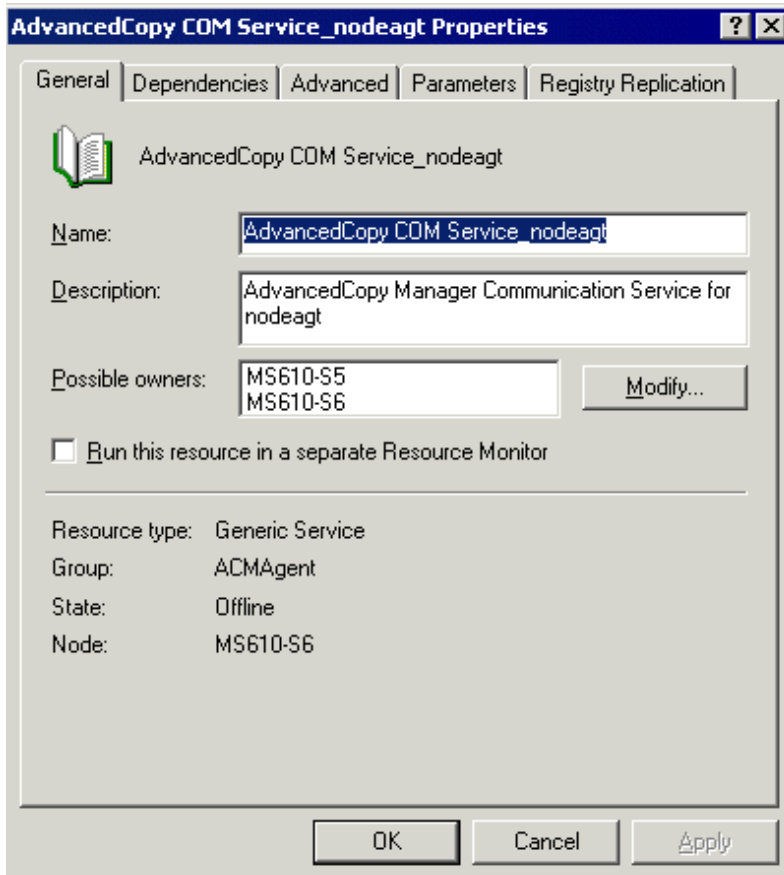 AdvancedCopy COM Service_nodeagt Properties
General Dependencies Advanced Parameters Registry Replication
AdvancedCopy COM Service_nodeagt
Name: AdvancedCopy COM Service_nodeagt
Description: AdvancedCopy Manager Communication Service for
nodeagt
Possible owners: MS610-S5 Modify...
MS610-S6
Run this resource in a separate Resource Monitor
Resource type: Generic Service
Group: ACMAgent
State: Offline
Node: MS610-S6
OK Cancel Apply